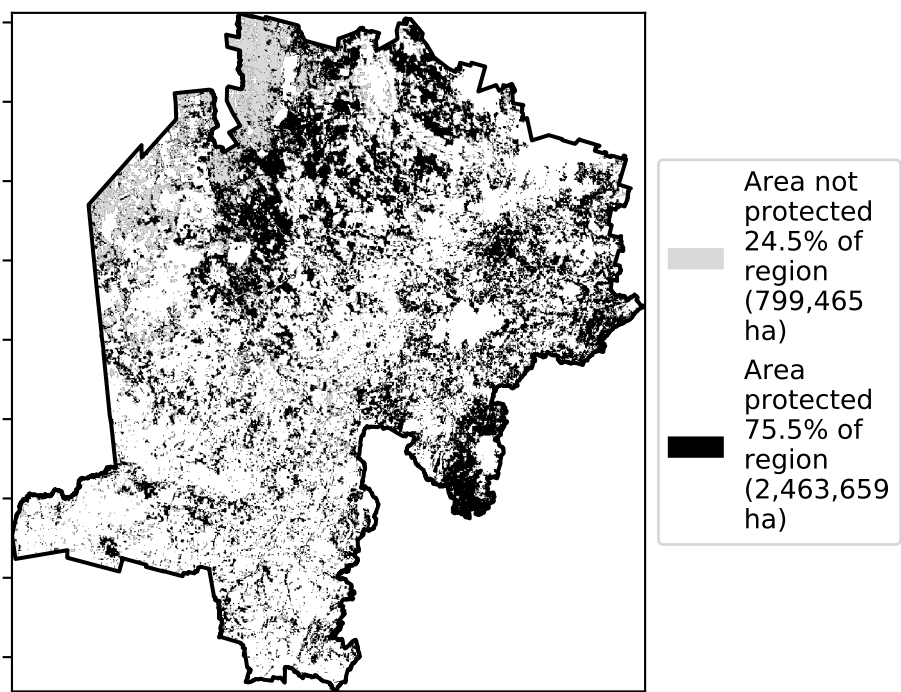 Area not
protected
24.5% of
region
(799,465
ha)
Area
protected
75.5% of
region
(2,463,659
ha)